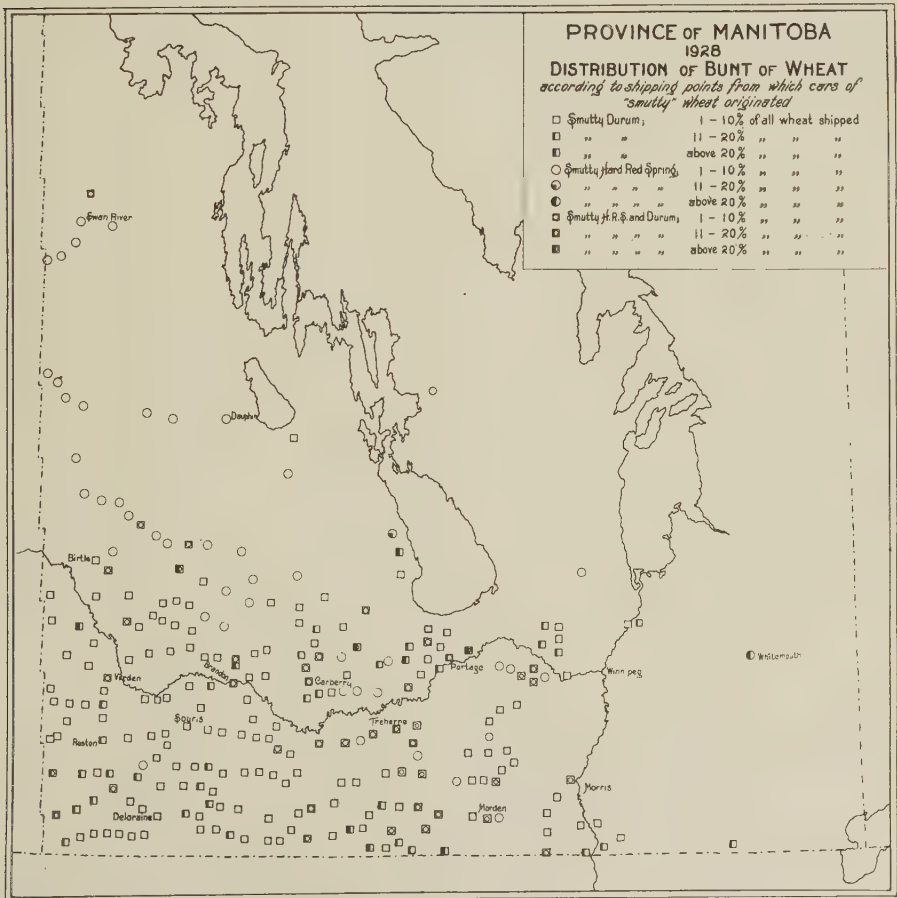 PROVINCE OF MANITOBA
1928
DISTRIBUTION OF BUNT OF WHEAT
according to shipping points from which cars of
"smutty" wheat originated
Smutty Durum; 1 - 10% of all wheat shipped
" " 11 - 20% " " "
" " above 20% " " "
Smutty Hard Red Spring; 1 - 10% " " "
" " " " 11 - 20% " " "
" " " " above 20% " " "
Smutty H.R.S. and Durum; 1 - 10% " " "
" " " " 11 - 20% " " "
" " " " above 20% " " "
Swan River
Dauphin
Birtle
Whitemouth
Virden
Brandon
Carberry
Portage
Winnipeg
Souris
Treherne
Reston
Morris
Deloraine
Morden